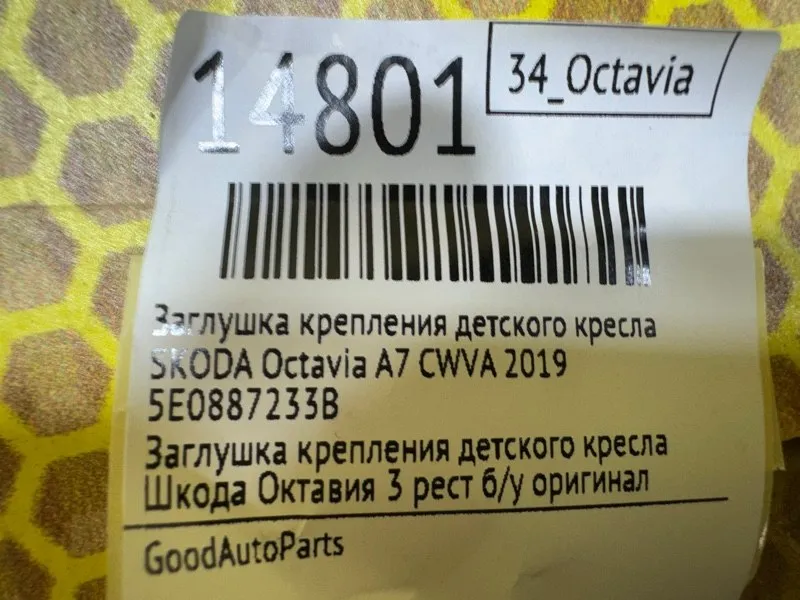 14801
34_Octavia
Заглушка крепления детского кресла
SKODA Octavia A7 CWVA 2019
5E0887233B
Заглушка крепления детского кресла
Шкода Октавия 3 рест б/у оригинал
GoodAutoParts